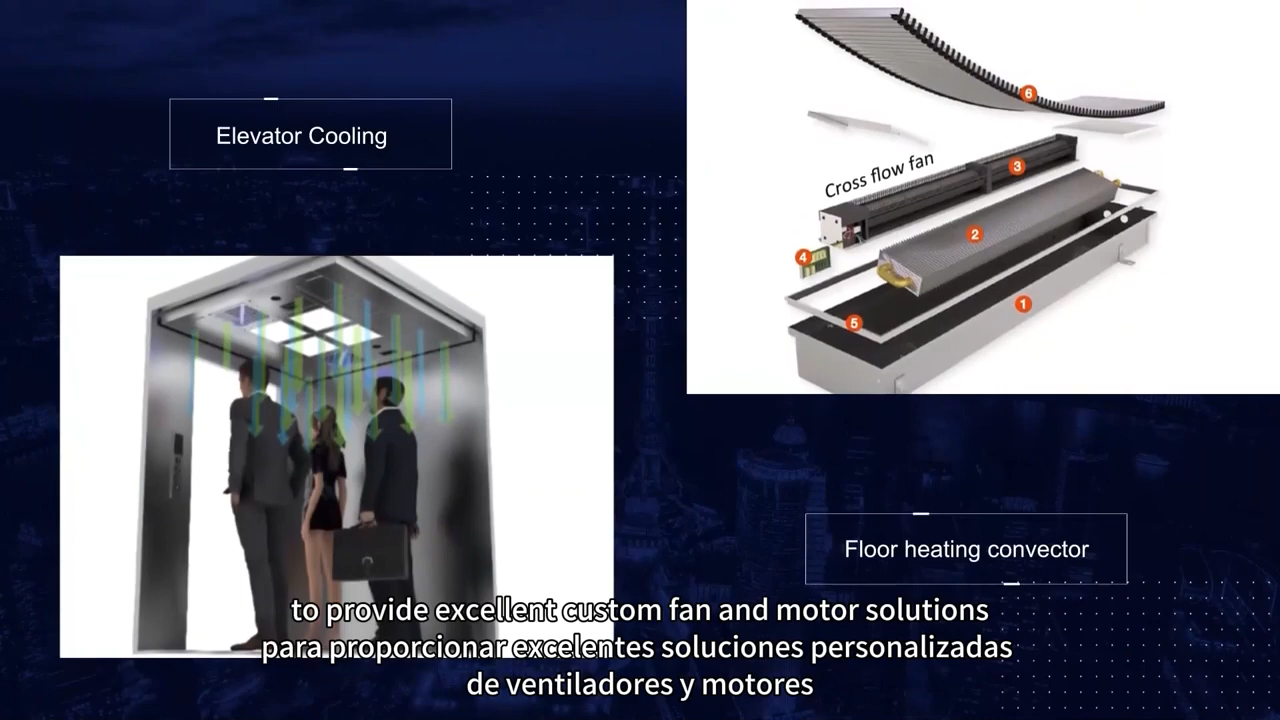 Elevator Cooling
6
Cross flow fan
3
2
4
1
5
Floor heating convector
to provide excellent custom fan and motor solutions
para proporcionar excelentes soluciones personalizadas
de ventiladores y motores